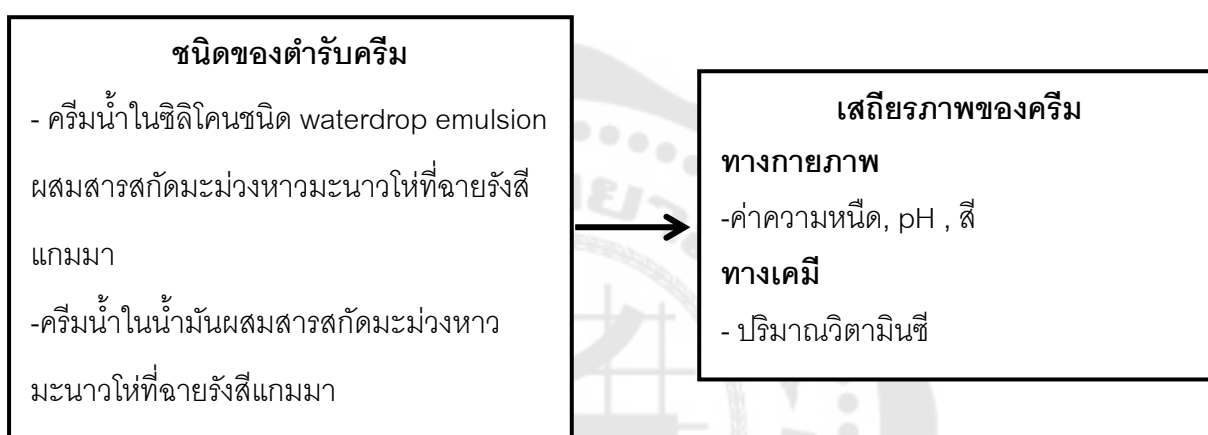 ชนิดของตำรับครีม
- ครีมน้ำในซิลิโคนชนิด waterdrop emulsion
ผสมสารสกัดมะม่วงหาวมะนาวโห่ที่ฉายรังสี
แกมมา
-ครีมน้ำในน้ำมันผสมสารสกัดมะม่วงหาว
มะนาวโห่ที่ฉายรังสีแกมมา
เสถียรภาพของครีม
ทางกายภาพ
-ค่าความหนืด, pH , สี
ทางเคมี
- ปริมาณวิตามินซี